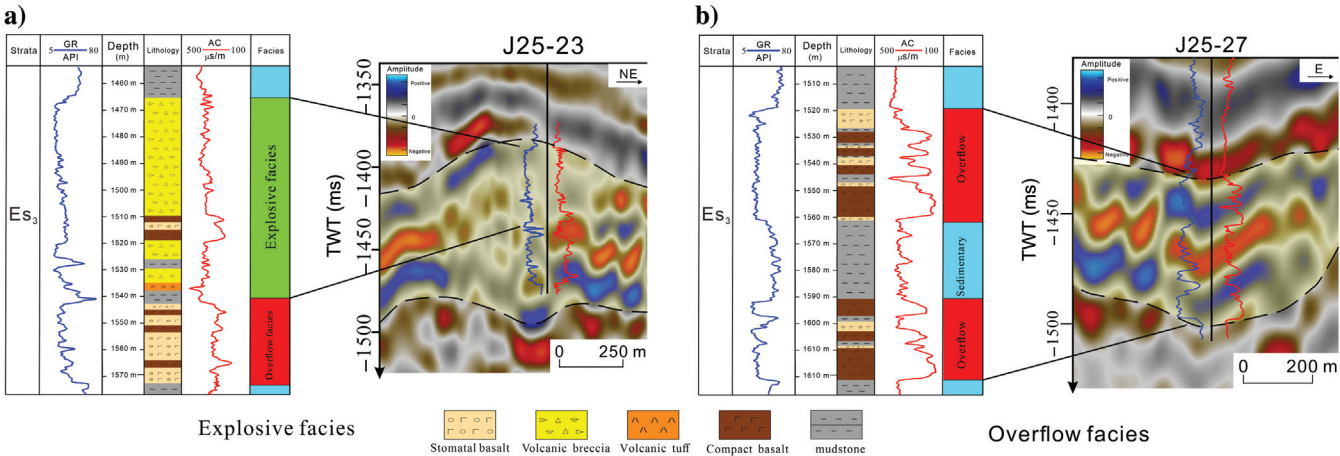 a)
Strata
GR
5 80
API
Depth
(m)
Lithology
AC
500 100
μs/m
Facies
1460 m
1470 m
1480 m
1490 m
1500 m
1510 m
1520 m
1530 m
1540 m
1550 m
1560 m
1570 m
Es3
Explosive facies
Overflow facies
J25-23
Amplitude
Positive
0
Negative
NE
TWT (ms)
−1350
−1400
−1450
−1500
0 250 m
Explosive facies
b)
Strata
GR
5 80
API
Depth
(m)
Lithology
AC
500 100
μs/m
Facies
1510 m
1520 m
1530 m
1540 m
1550 m
1560 m
1570 m
1580 m
1590 m
1600 m
1610 m
Es3
Overflow
Sedimentary
Overflow
J25-27
Amplitude
Positive
0
Negative
E
TWT (ms)
−1400
−1450
−1500
0 200 m
Overflow facies
Stomatal basalt
Volcanic breccia
Volcanic tuff
Compact basalt
mudstone